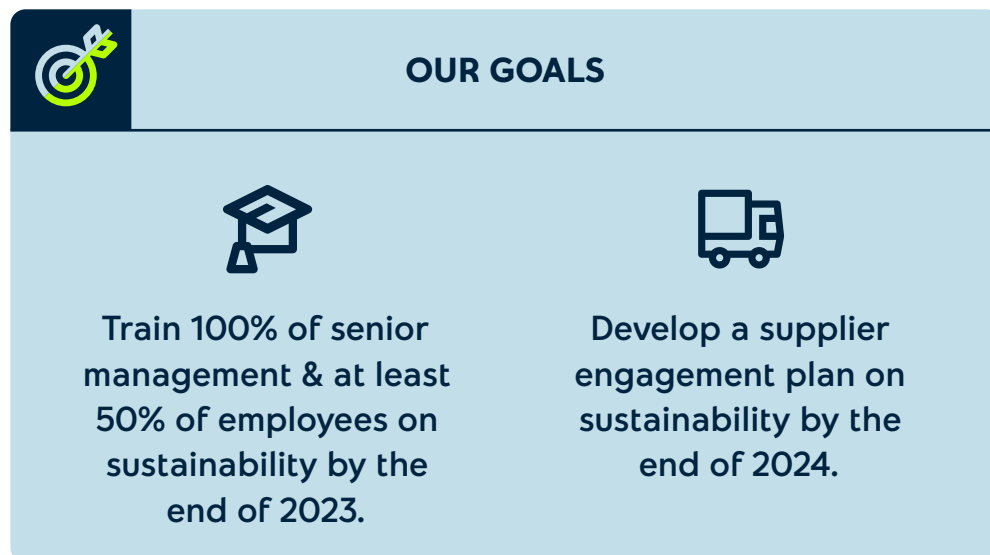 OUR GOALS
Train 100% of senior
management & at least
50% of employees on
sustainability by the
end of 2023.
Develop a supplier
engagement plan on
sustainability by the
end of 2024.